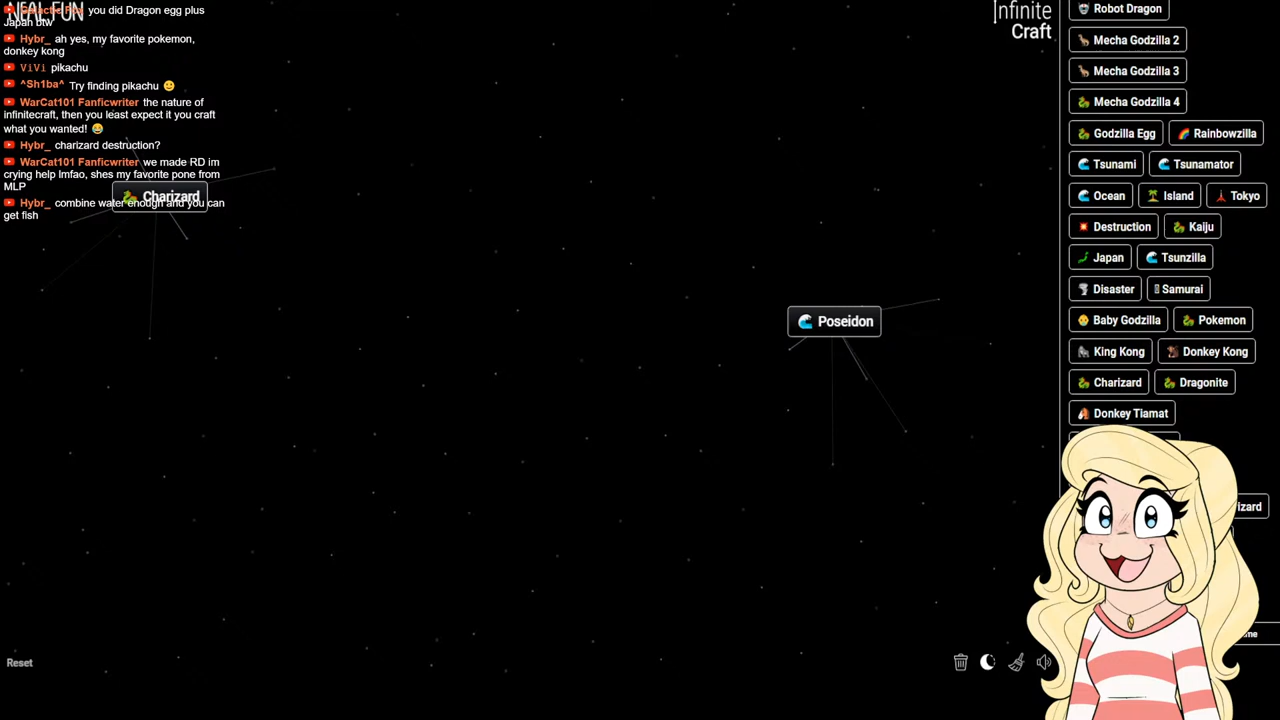 NEAL.FUN
you did Dragon egg plus
Japan btw
Hybr_ ah yes, my favorite pokemon,
donkey kong
ViVi pikachu
^Sh1ba^ Try finding pikachu
WarCat101 Fanficwriter the nature of
infinitecraft, then you least expect it you craft
what you wanted!
Hybr_ charizard destruction?
WarCat101 Fanficwriter we made RD im
crying help lmfao, shes my favorite pone from
MLP
Hybr_ combine water enough and you can
get fish
Charizard
Poseidon
Infinite
Craft
Robot Dragon
Mecha Godzilla 2
Mecha Godzilla 3
Mecha Godzilla 4
Godzilla Egg Rainbowzilla
Tsunami Tsunamator
Ocean Island Tokyo
Destruction Kaiju
Japan Tsunzilla
Disaster Samurai
Baby Godzilla Pokemon
King Kong Donkey Kong
Charizard Dragonite
Donkey Tiamat
Reset